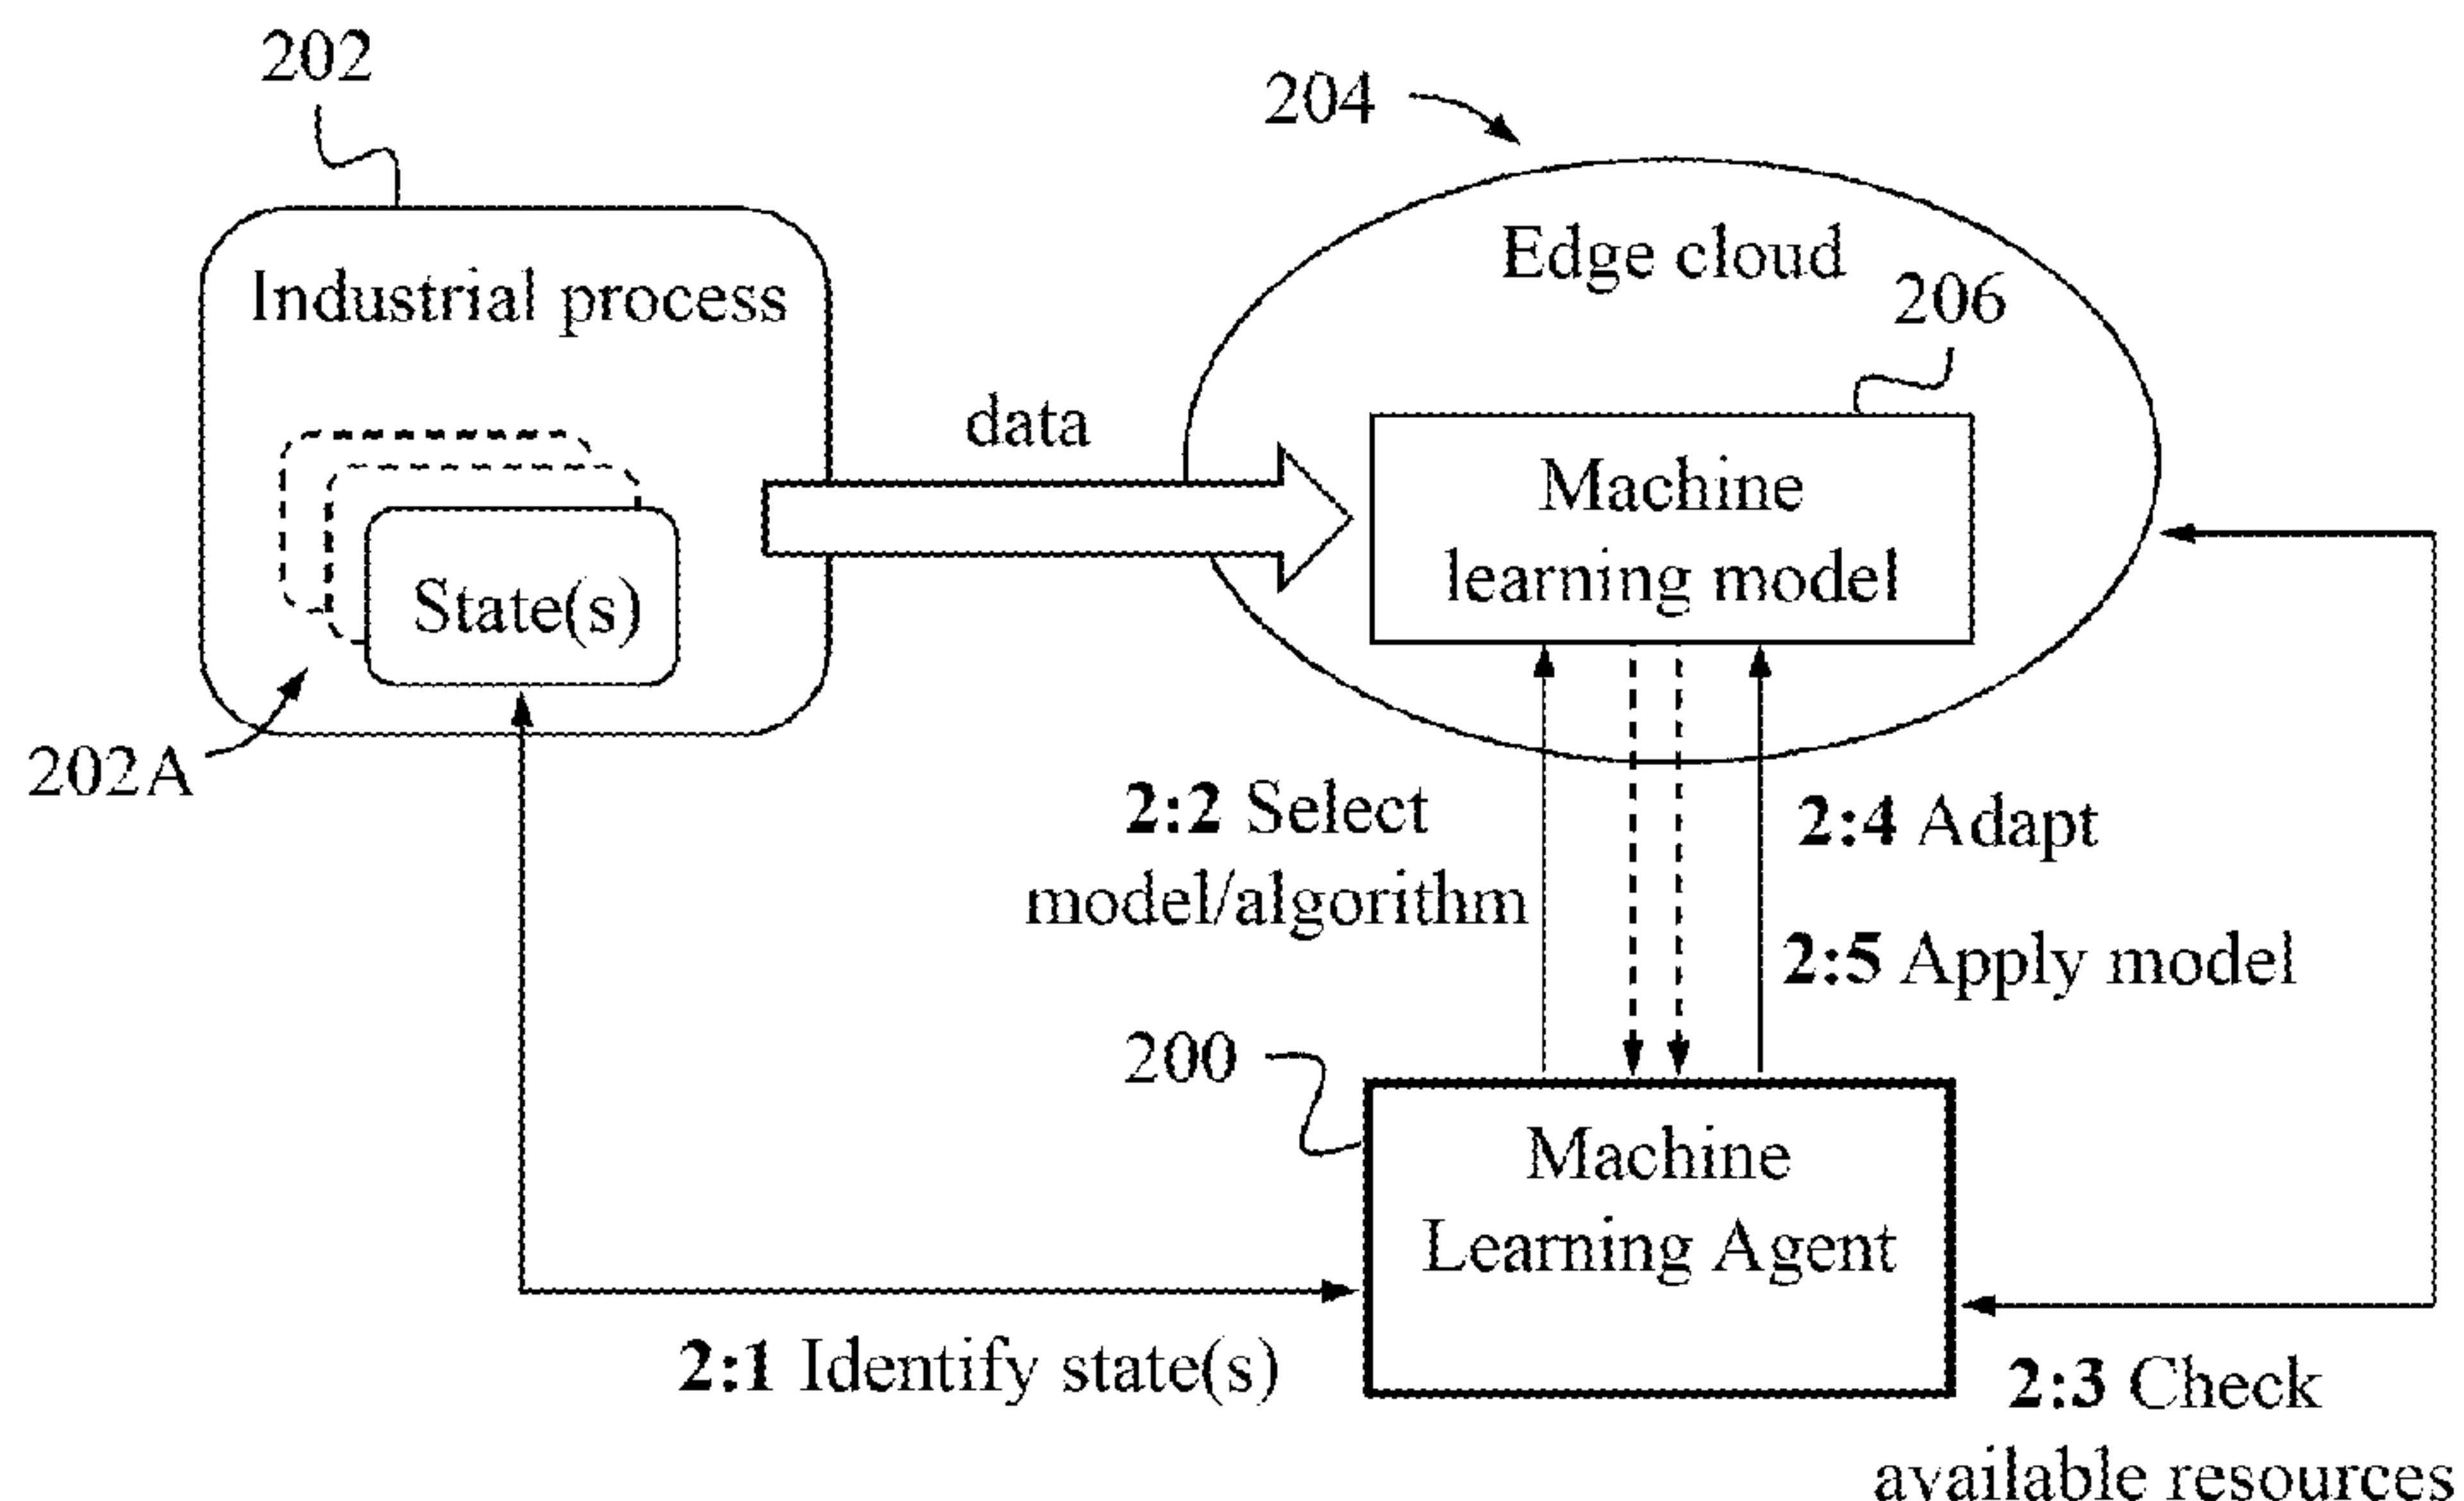 202
204
Edge cloud
Industrial process
206
data
Machine
learning model
State(s)
202A
2:2 Select
model/algorithm
2:4 Adapt
2:5 Apply model
200
Machine
Learning Agent
2:1 Identify state(s)
2:3 Check
available resources